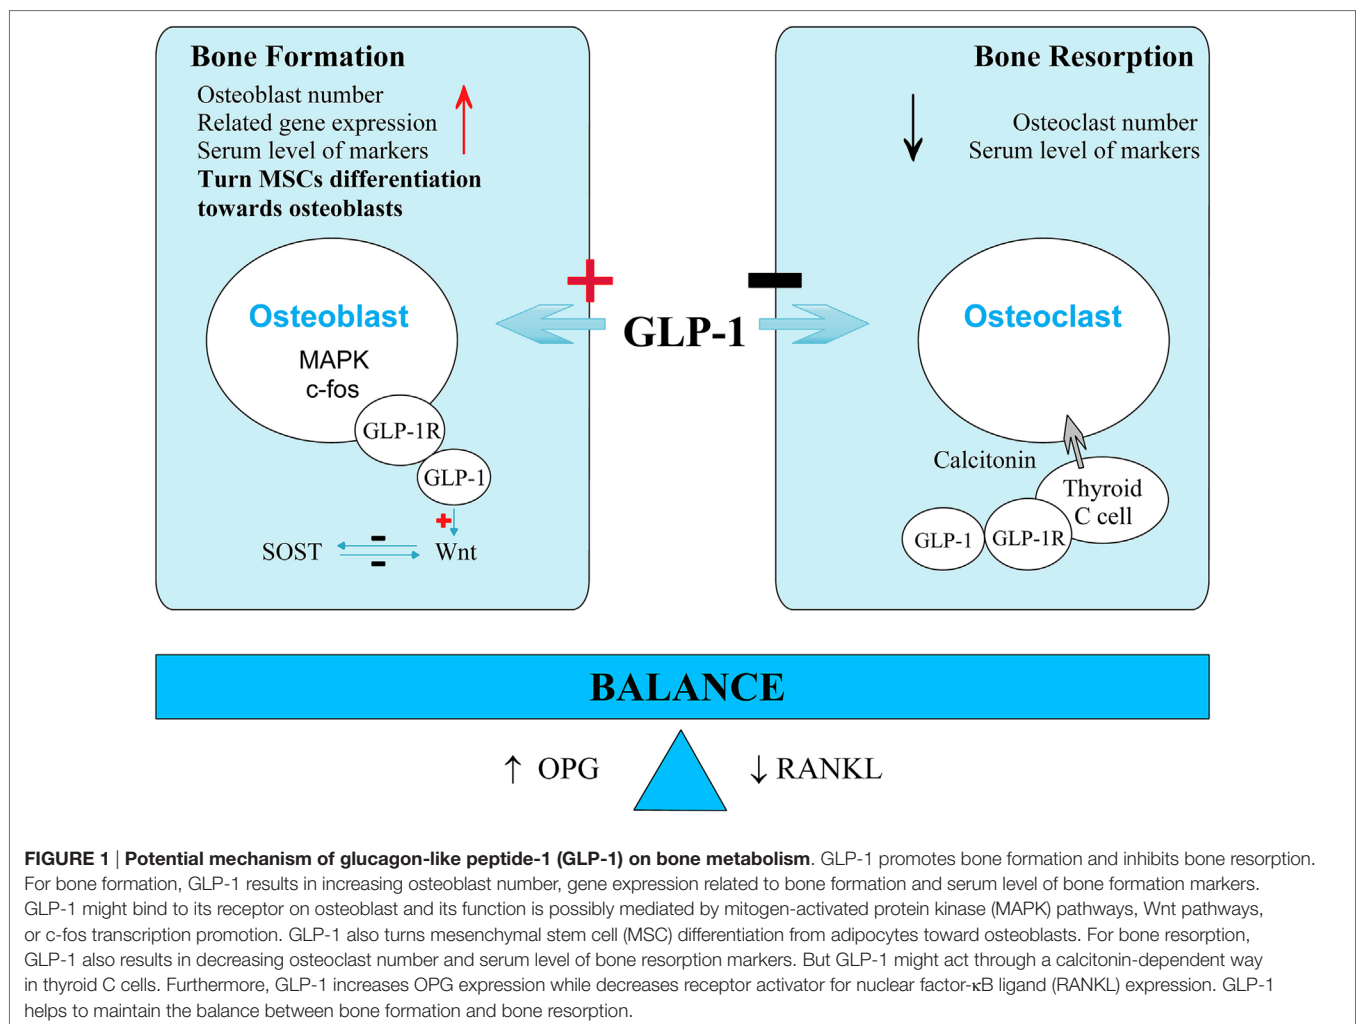 Bone Formation
Osteoblast number
Related gene expression
Serum level of markers
Turn MSCs differentiation
towards osteoblasts
Osteoblast
MAPK
c-fos
GLP-1R
GLP-1
+
SOST
-
-
Wnt
+
GLP-1
-
Bone Resorption
Osteoclast number
Serum level of markers
Osteoclast
Calcitonin
Thyroid
C cell
GLP-1
GLP-1R
BALANCE
↑ OPG
↓ RANKL
FIGURE 1 | Potential mechanism of glucagon-like peptide-1 (GLP-1) on bone metabolism. GLP-1 promotes bone formation and inhibits bone resorption.
For bone formation, GLP-1 results in increasing osteoblast number, gene expression related to bone formation and serum level of bone formation markers.
GLP-1 might bind to its receptor on osteoblast and its function is possibly mediated by mitogen-activated protein kinase (MAPK) pathways, Wnt pathways,
or c-fos transcription promotion. GLP-1 also turns mesenchymal stem cell (MSC) differentiation from adipocytes toward osteoblasts. For bone resorption,
GLP-1 also results in decreasing osteoclast number and serum level of bone resorption markers. But GLP-1 might act through a calcitonin-dependent way
in thyroid C cells. Furthermore, GLP-1 increases OPG expression while decreases receptor activator for nuclear factor-κB ligand (RANKL) expression. GLP-1
helps to maintain the balance between bone formation and bone resorption.